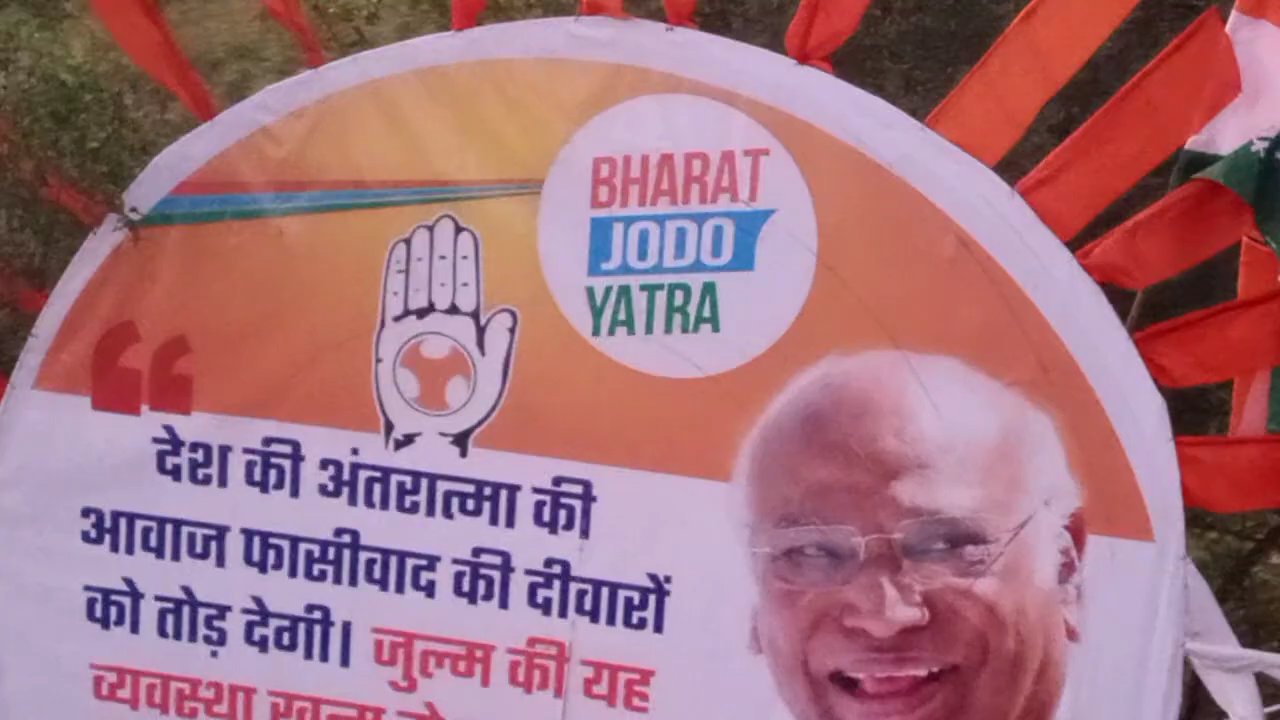 BHARAT
JODO
YATRA
“
देश की अंतरात्मा की
आवाज फासीवाद की दीवारों
को तोड़ देगी। जुल्म की यह
व्यवस्था